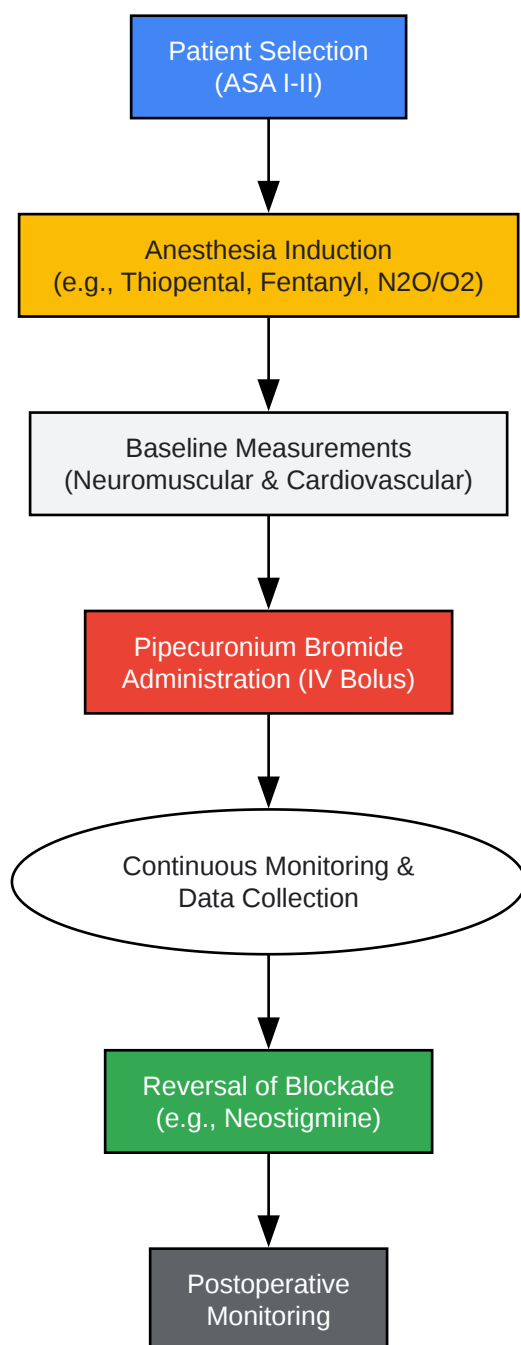 Patient Selection
(ASA I-II)
Anesthesia Induction
(e.g., Thiopental, Fentanyl, N2O/O2)
Baseline Measurements
(Neuromuscular & Cardiovascular)
Pipecuronium Bromide
Administration (IV Bolus)
Continuous Monitoring &
Data Collection
Reversal of Blockade
(e.g., Neostigmine)
Postoperative
Monitoring